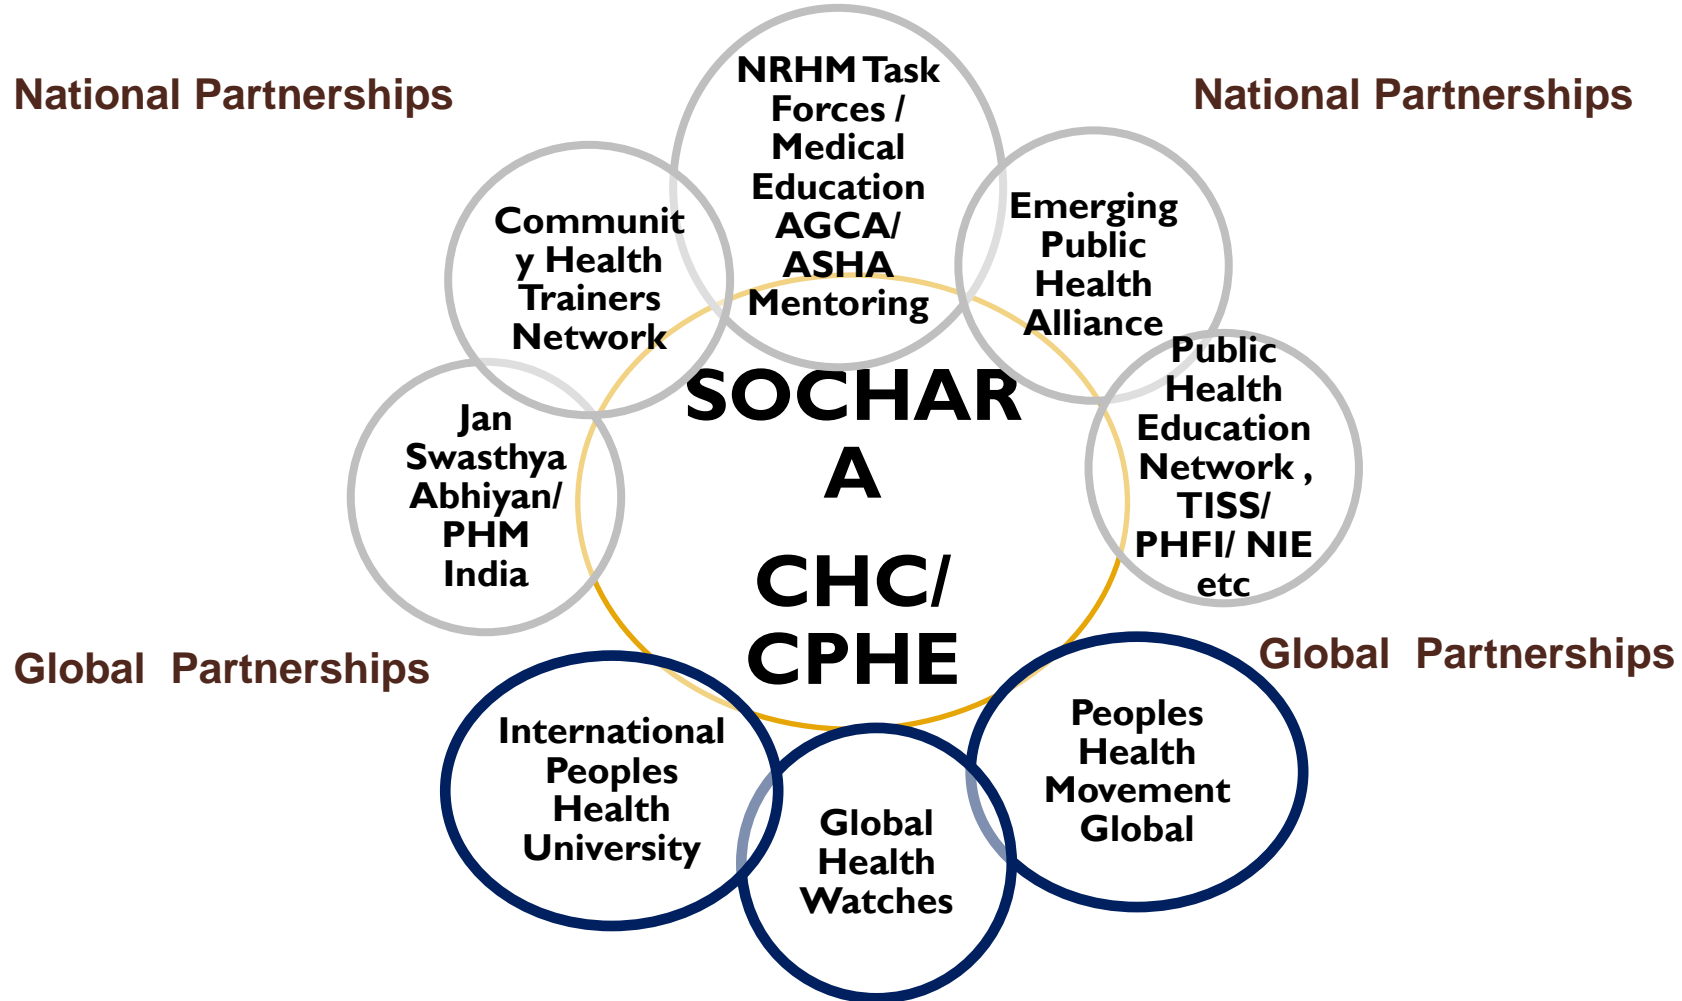 National Partnerships
NRHM Task
Forces /
Medical
Education
AGCA/
ASHA
Mentoring
National Partnerships
Communit
y Health
Trainers
Network
Emerging
Public
Health
Alliance
Jan
Swasthya
Abhiyan/
PHM
India
SOCHAR
A
CHC/
CPHE
Public
Health
Education
Network ,
TISS/
PHFI/ NIE
etc
Global  Partnerships
Global  Partnerships
International
Peoples
Health
University
Global
Health
Watches
Peoples
Health
Movement
Global